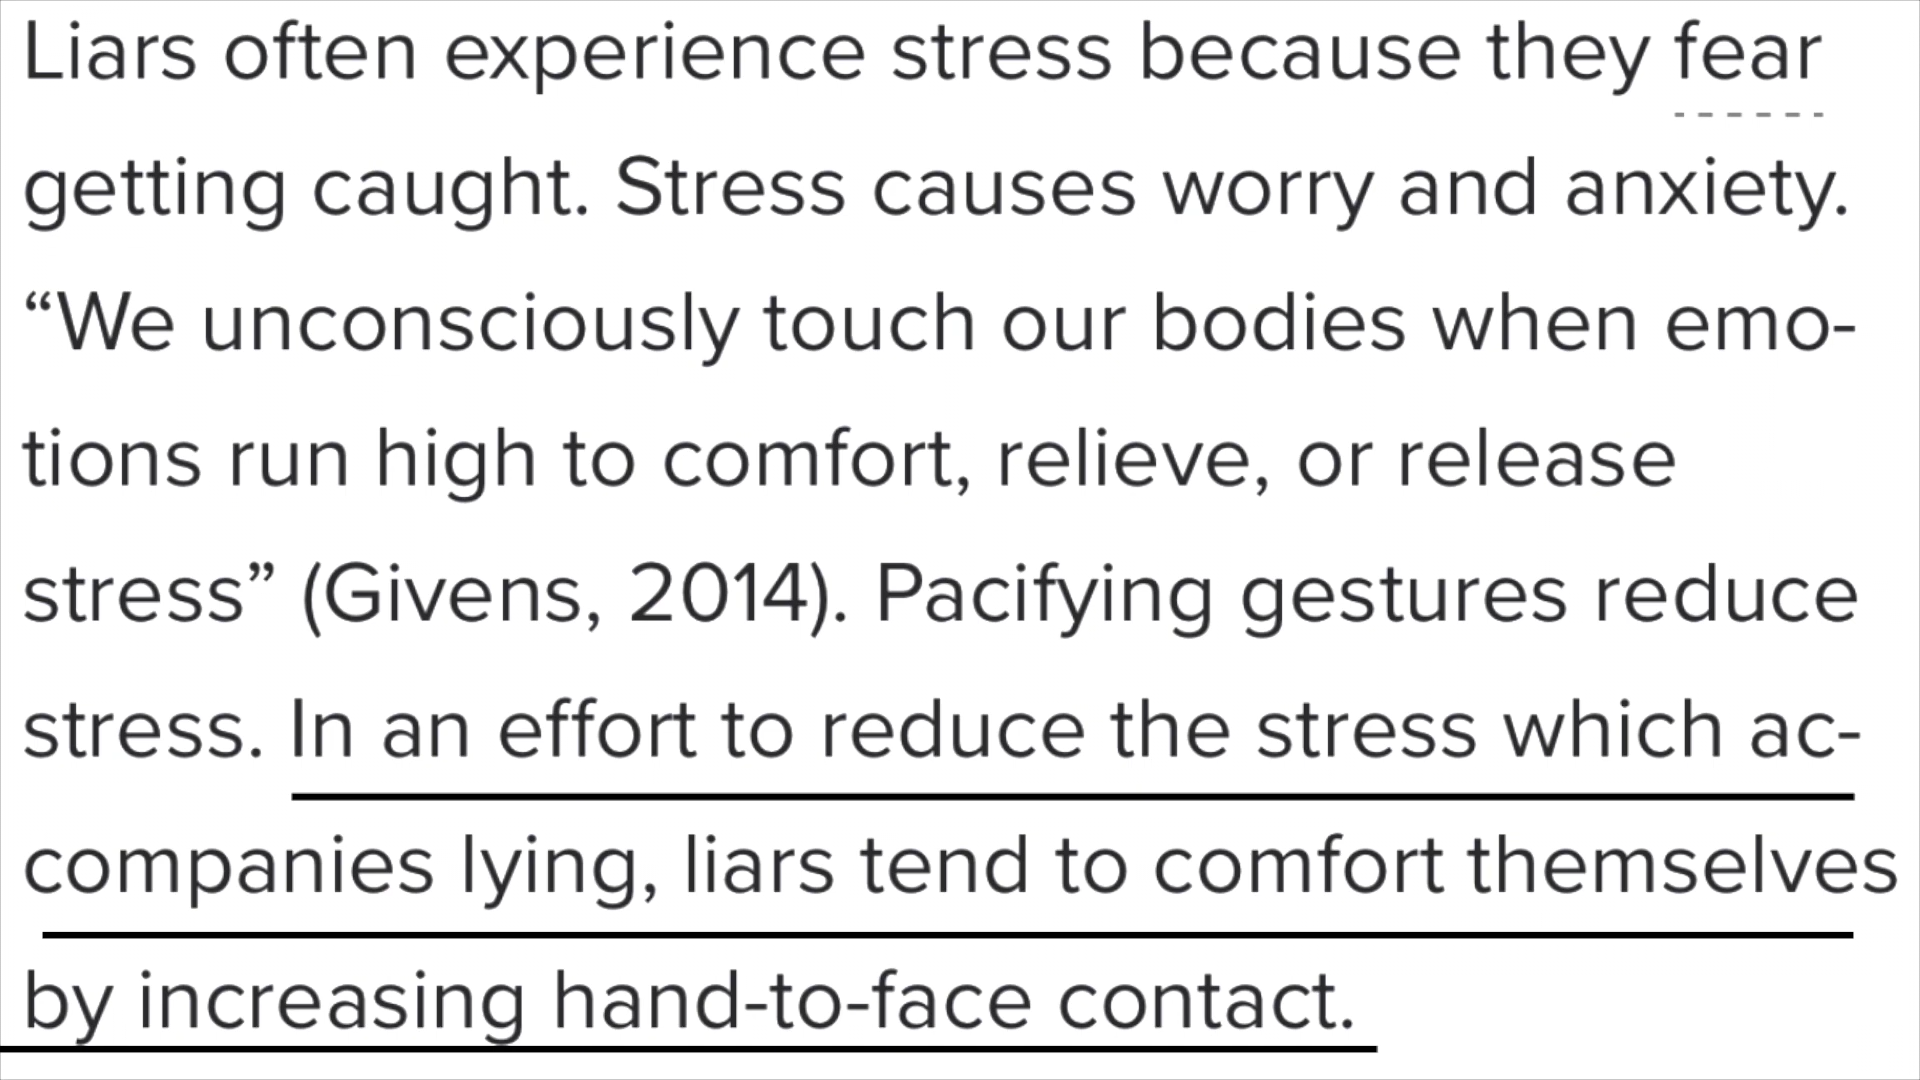 Liars often experience stress because they fear
getting caught. Stress causes worry and anxiety.
“We unconsciously touch our bodies when emo-
tions run high to comfort, relieve, or release
stress” (Givens, 2014). Pacifying gestures reduce
stress. In an effort to reduce the stress which ac-
companies lying, liars tend to comfort themselves
by increasing hand-to-face contact.